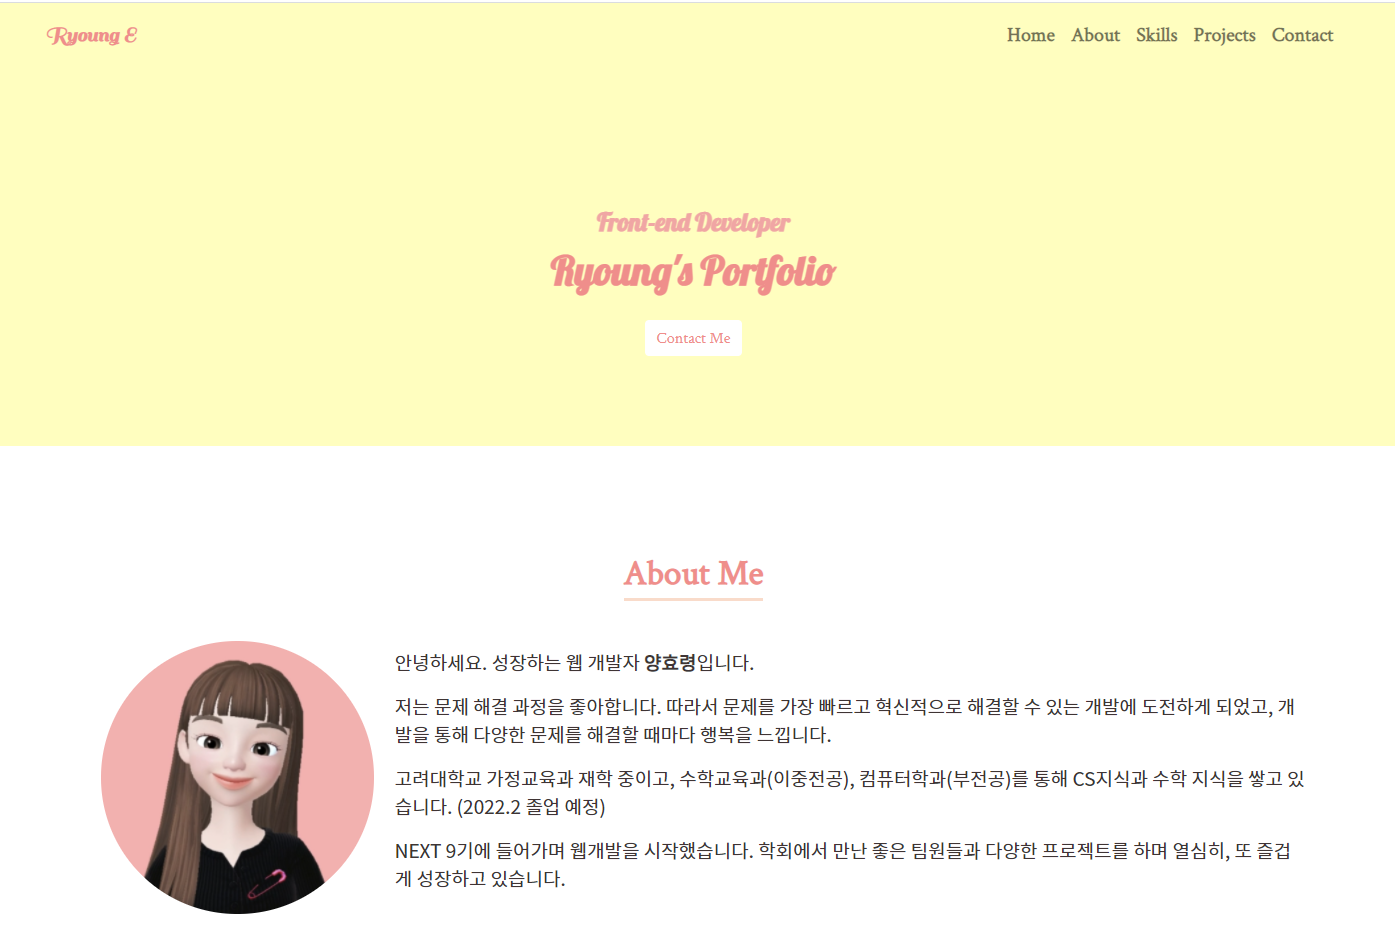 Ryoung E
Home About Skills Projects Contact
Front-end Developer
Ryoung's Portfolio
Contact Me
About Me
안녕하세요. 성장하는 웹 개발자 양효령입니다.
저는 문제 해결 과정을 좋아합니다. 따라서 문제를 가장 빠르고 혁신적으로 해결할 수 있는 개발에 도전하게 되었고, 개
발을 통해 다양한 문제를 해결할 때마다 행복을 느낍니다.
고려대학교 가정교육과 재학 중이고, 수학교육과(이중전공), 컴퓨터학과(부전공)를 통해 CS지식과 수학 지식을 쌓고 있
습니다. (2022.2 졸업 예정)
NEXT 9기에 들어가며 웹개발을 시작했습니다. 학회에서 만난 좋은 팀원들과 다양한 프로젝트를 하며 열심히, 또 즐겁
게 성장하고 있습니다.